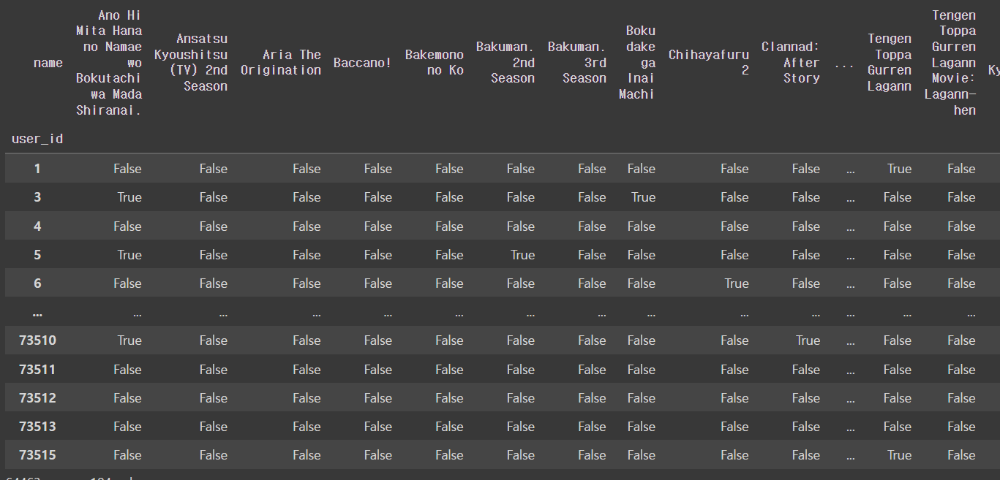 name Ano Hi Mita Hana no Namae wo Bokutachi wa Mada Shiranai. Ansatsu Kyoushitsu (TV) 2nd Season Aria The Origination Baccano! Bakemono no Ko Bakuman. 2nd Season Bakuman. 3rd Season Boku dake ga Inai Machi Chihayafuru 2 Clannad: After Story ... Tengen Toppa Gurren Lagann Tengen Toppa Gurren Lagann Movie: Lagann-hen Ky
user_id
1 False False False False False False False False False False ... True False
3 True False False False False False False True False False ... False False
4 False False False False False False False False False False ... False False
5 True False False False False True False False False False ... False False
6 False False False False False False False False True False ... False False
... ... ... ... ... ... ... ... ... ... ... ... ... ...
73510 True False False False False False False False False True ... False False
73511 False False False False False False False False False False ... False False
73512 False False False False False False False False False False ... False False
73513 False False False False False False False False False False ... False False
73515 False False False False False False False False False False ... True False